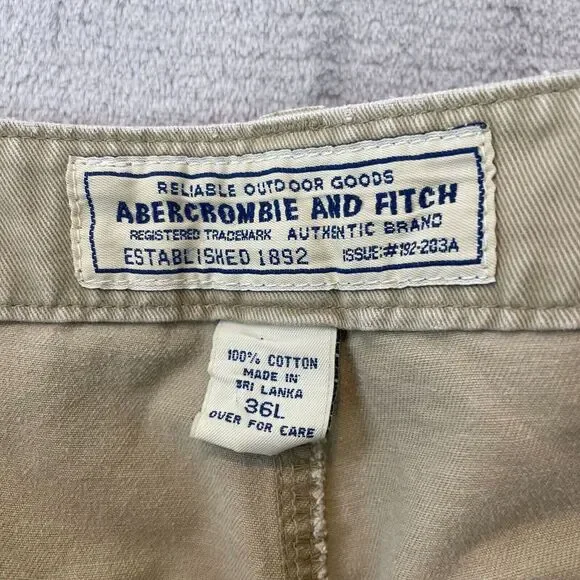 RELIABLE OUTDOOR GOODS
ABERCROMBIE AND FITCH
REGISTERED TRADEMARK AUTHENTIC BRAND
ESTABLISHED 1892 ISSUE:#192-203A
100% COTTON
MADE IN
SRI LANKA
36L
OVER FOR CARE